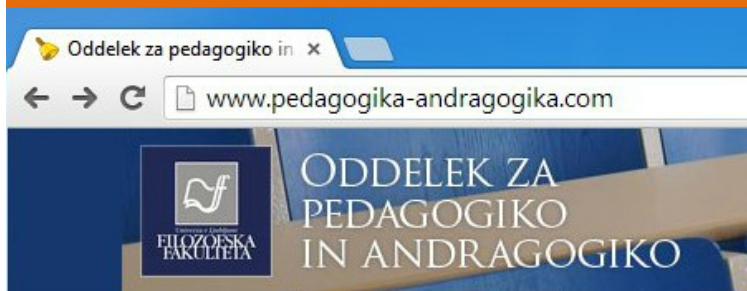 Oddelek za pedagogiko in
www.pedagogika-andragogika.com
Univerza v Ljubljani
FILOZOFSKA
FAKULTETA
ODDELEK ZA
PEDAGOGIKO
IN ANDRAGOGIKO